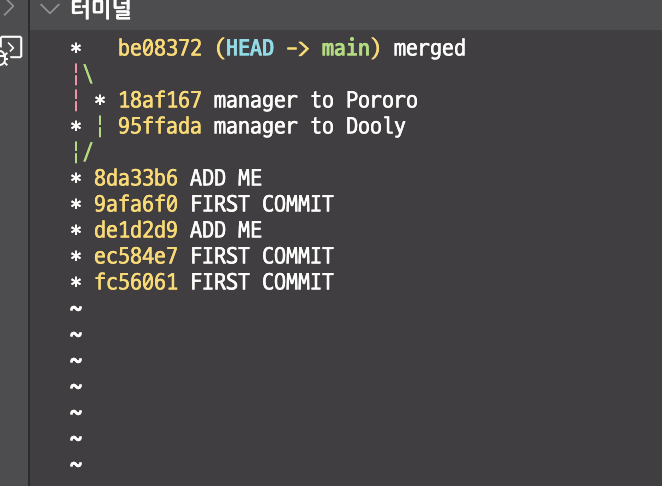 터미널
*   be08372 (HEAD -> main) merged
¦\
¦ * 18af167 manager to Pororo
* ¦ 95ffada manager to Dooly
¦/
* 8da33b6 ADD ME
* 9afa6f0 FIRST COMMIT
* de1d2d9 ADD ME
* ec584e7 FIRST COMMIT
* fc56061 FIRST COMMIT
~
~
~
~
~
~
~